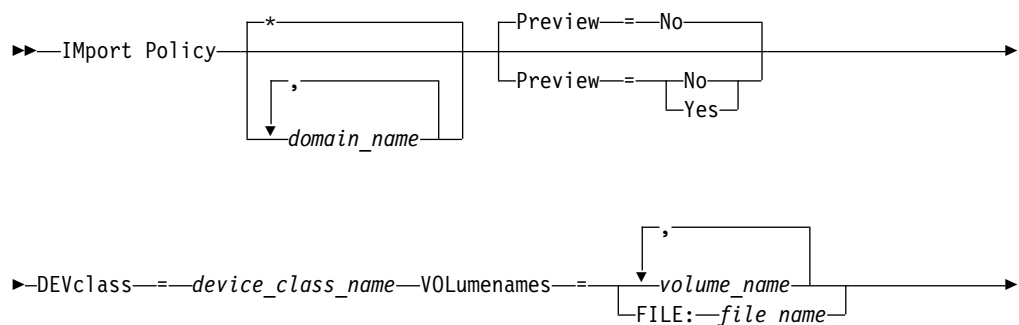 * Preview = No
IMport Policy
, Preview = No
Yes
domain_name
,
DEVclass = device_class_name VOLumenames = volume_name
FILE: file name